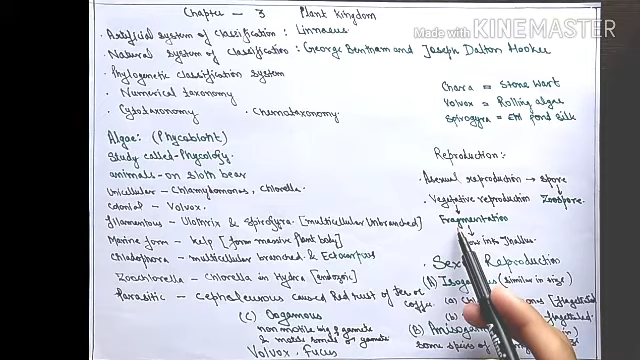 Chapter - 3 Plant Kingdom
Made with KINEMASTER
· Artificial system of classification : Linnaeus
· Natural system of classification : George Bentham and Joseph Dalton Hooker
· Phylogenetic classification system
· Numerical taxonomy
· Cytotaxonomy · Chemotaxonomy
Chara = Stone wart
Volvox = Rolling algae
Spirogyra = pond silk
Algae: (Phycobiont)
Study called - Phycology
animals - on sloth bear
Unicellular - Chlamydomonas, Chlorella.
Colonial - Volvox.
filamentous - Ulothrix & Spirogyra [multicellular Unbranched]
Marine form - kelp [form massive plant body]
Cladophora - multicellular branched & Ectocarpus
Zoochlorella - Chlorella in Hydra [endozoic]
Parasitic - Cephaleurous caused Red rust of Tea or coffee
(C) Oogamous
non motile big ♀ gamete
& motile small ♂ gamete
Volvox, Fucus
Reproduction :-
· Asexual reproduction → spore
· Vegetative reproduction Zoospore.
Fragmentation
into Thallus.
· Reproduction
(A) Isogamous (similar in size)
(a) [flagellated
(b)
(B)
some species of